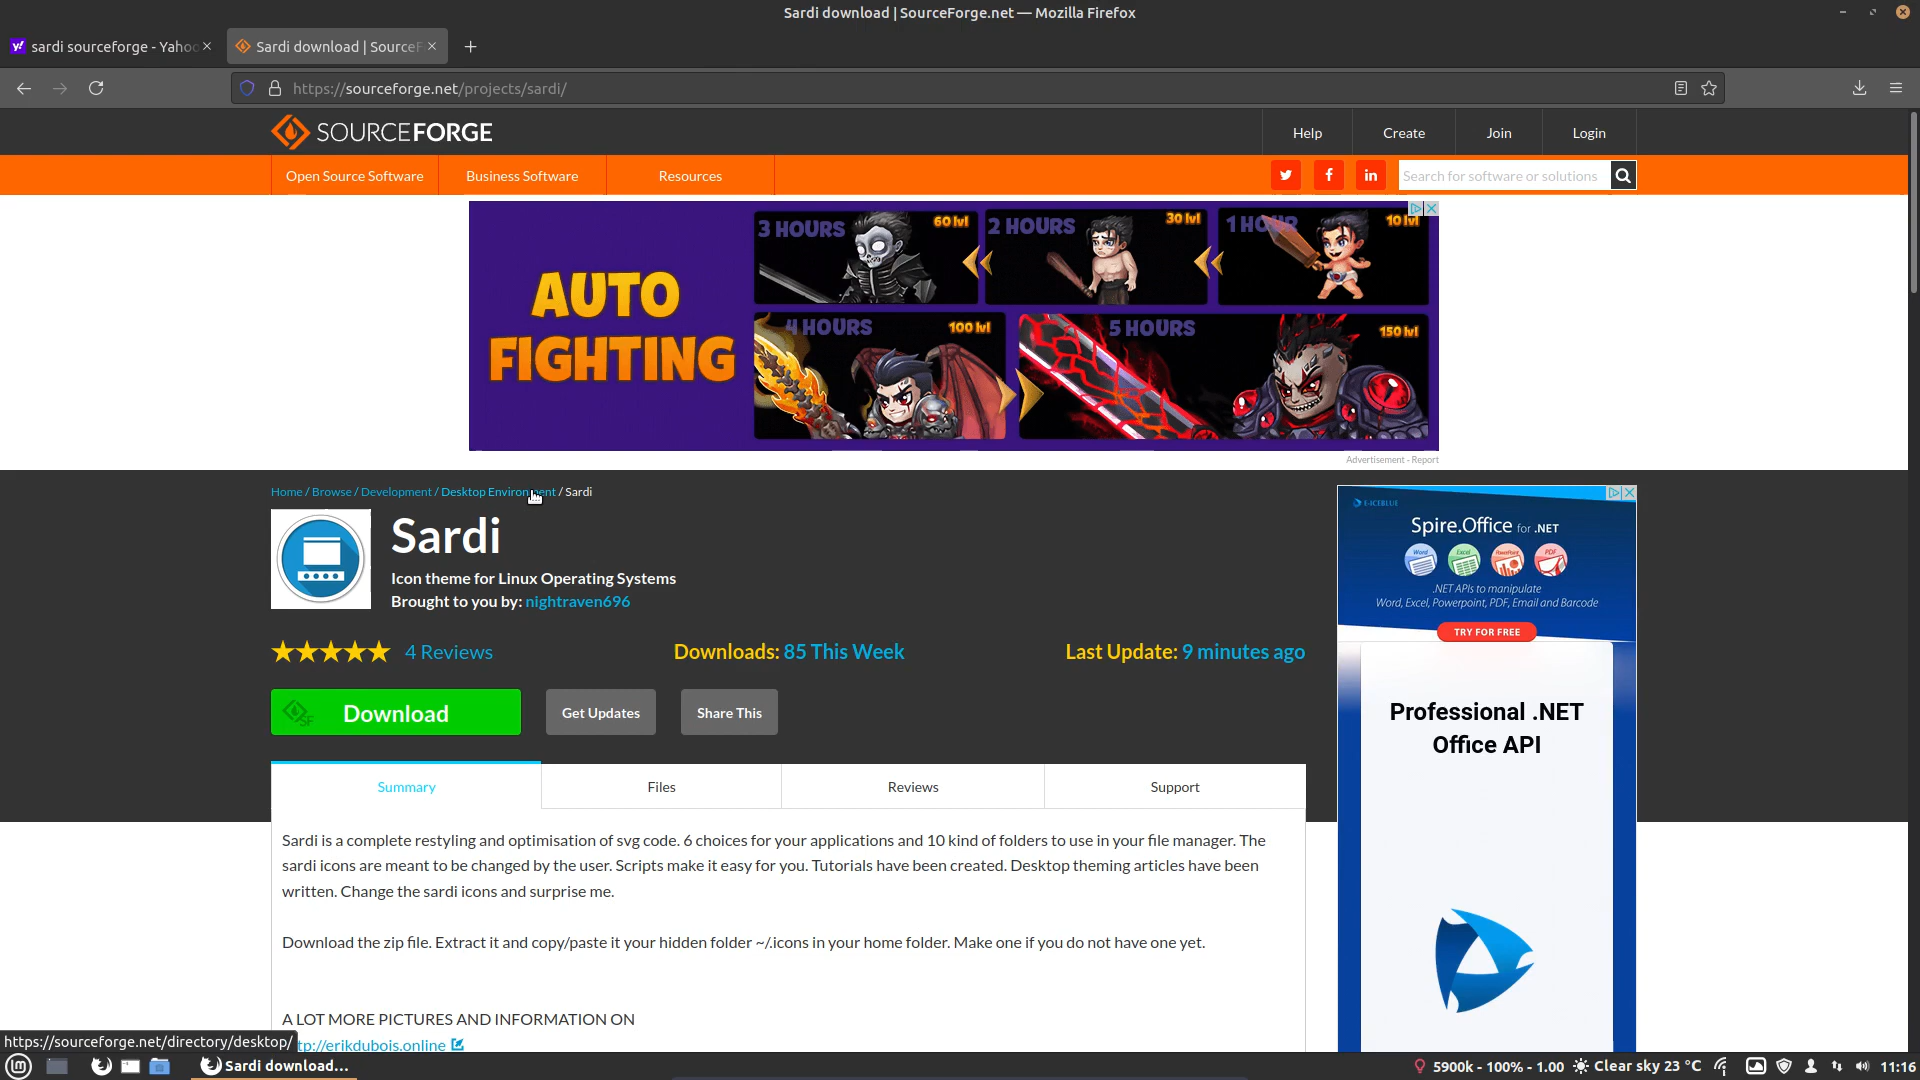 Sardi download | SourceForge.net — Mozilla Firefox
sardi sourceforge - Yahoo
Sardi download | SourceF
https://sourceforge.net/projects/sardi/
SOURCEFORGE
Help
Create
Join
Login
Open Source Software
Business Software
Resources
Search for software or solutions
AUTO
FIGHTING
3 HOURS
60 lvl
2 HOURS
30 lvl
1 HOUR
10 lvl
4 HOURS
100 lvl
5 HOURS
150 lvl
Advertisement - Report
Home / Browse / Development / Desktop Environment / Sardi
Sardi
Icon theme for Linux Operating Systems
Brought to you by: nightraven696
4 Reviews
Downloads: 85 This Week
Last Update: 9 minutes ago
SF
Download
Get Updates
Share This
Summary
Files
Reviews
Support
Sardi is a complete restyling and optimisation of svg code. 6 choices for your applications and 10 kind of folders to use in your file manager. The
sardi icons are meant to be changed by the user. Scripts make it easy for you. Tutorials have been created. Desktop theming articles have been
written. Change the sardi icons and surprise me.
Download the zip file. Extract it and copy/paste it your hidden folder ~/.icons in your home folder. Make one if you do not have one yet.
A LOT MORE PICTURES AND INFORMATION ON
tp://erikdubois.online
E-ICEBLUE
Spire.Office for .NET
Word
Excel
PowerPoint
PDF
.NET APIs to manipulate
Word, Excel, Powerpoint, PDF, Email and Barcode
TRY FOR FREE
Professional .NET
Office API
https://sourceforge.net/directory/desktop/
Sardi download...
5900k - 100% - 1.00
Clear sky 23 °C
11:16